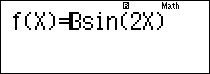 R Math
f(X)=Bsin(2X)